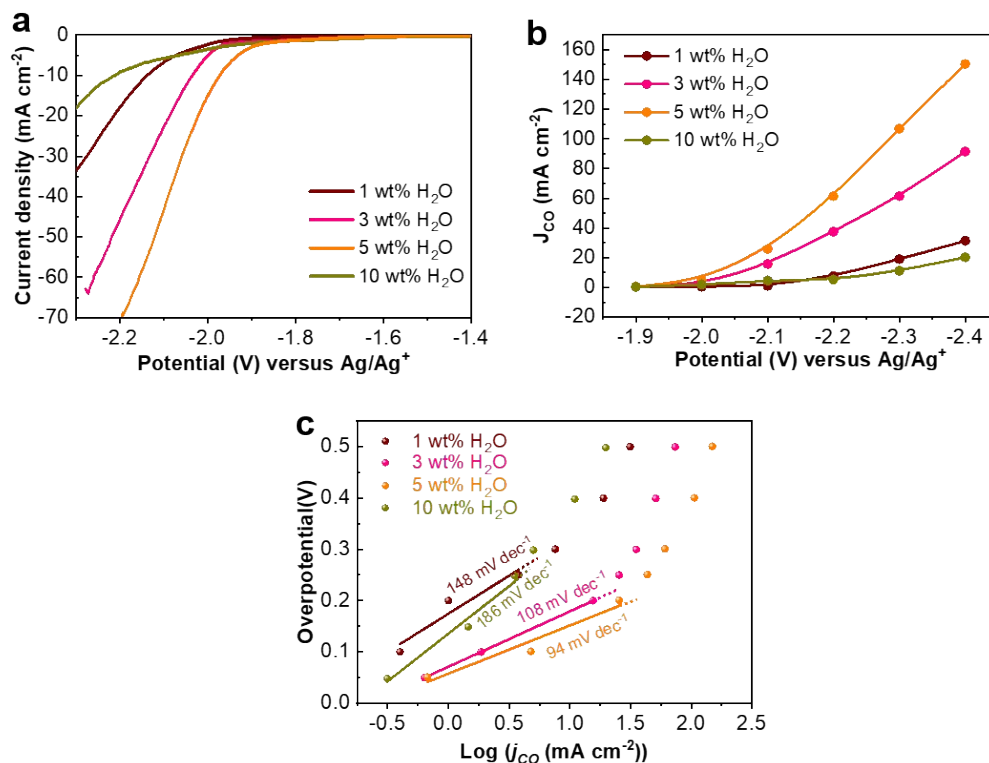 a
Current density (mA cm⁻²)
0
-10
-20
-30
-40
-50
-60
-70
1 wt% H₂O
3 wt% H₂O
5 wt% H₂O
10 wt% H₂O
-2.2
-2.0
-1.8
-1.6
-1.4
Potential (V) versus Ag/Ag⁺
b
J_CO (mA cm⁻²)
160
140
120
100
80
60
40
20
0
-20
1 wt% H₂O
3 wt% H₂O
5 wt% H₂O
10 wt% H₂O
-1.9
-2.0
-2.1
-2.2
-2.3
-2.4
Potential (V) versus Ag/Ag⁺
c
Overpotential(V)
0.5
0.4
0.3
0.2
0.1
0.0
1 wt% H₂O
3 wt% H₂O
5 wt% H₂O
10 wt% H₂O
148 mV dec⁻¹
186 mV dec⁻¹
108 mV dec⁻¹
94 mV dec⁻¹
-0.5
0.0
0.5
1.0
1.5
2.0
2.5
Log (j_CO (mA cm⁻²))